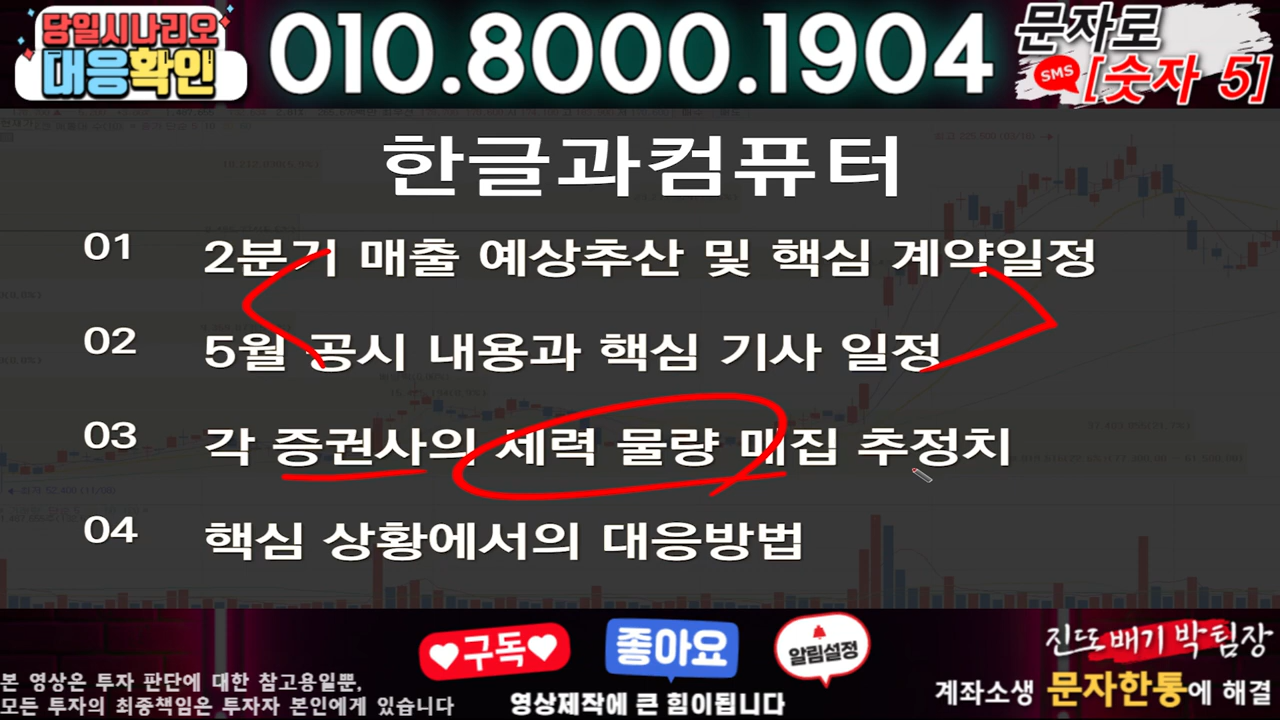 당일시나리오
대응확인
010.8000.1904
문자로
SMS
[숫자 5]
한글과컴퓨터
01 2분기 매출 예상추산 및 핵심 계약일정
02 5월 공시 내용과 핵심 기사 일정
03 각 증권사의 세력 물량 매집 추정치
04 핵심 상황에서의 대응방법
구독
좋아요
알림설정
진또배기 박팀장
본 영상은 투자 판단에 대한 참고용일뿐,
모든 투자의 최종책임은 투자자 본인에게 있습니다
영상제작에 큰 힘이됩니다
계좌소생 문자한통에 해결